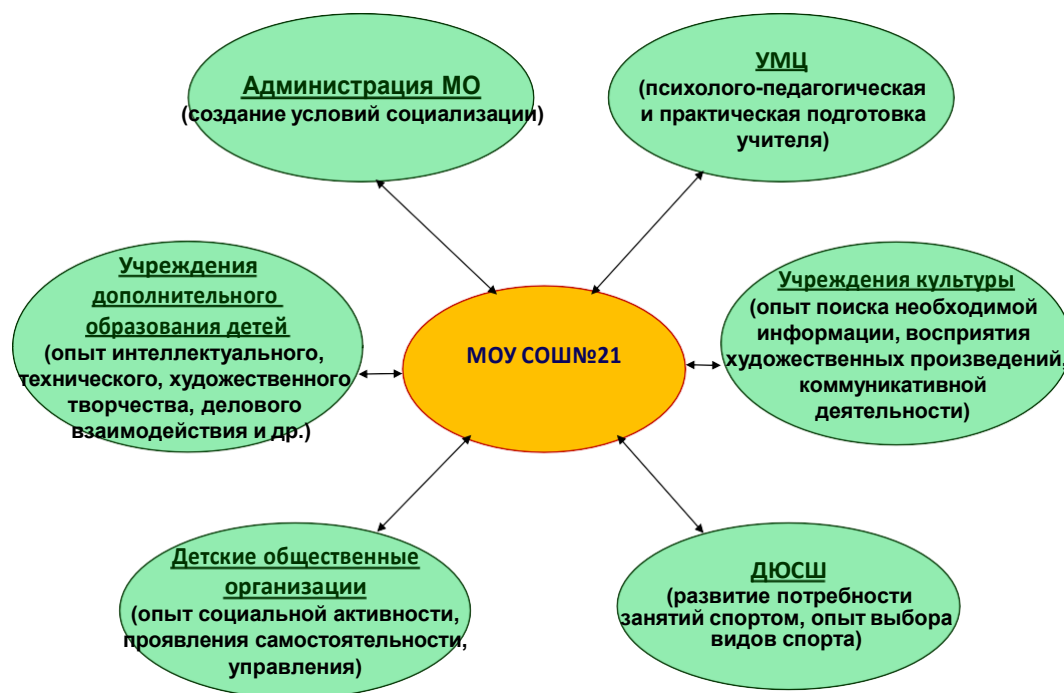 Администрация МО
(создание условий социализации)
УМЦ
(психолого-педагогическая
и практическая подготовка
учителя)
Учреждения
дополнительного
образования детей
(опыт интеллектуального,
технического, художественного
творчества, делового
взаимодействия и др.)
МОУ СОШ№21
Учреждения культуры
(опыт поиска необходимой
информации, восприятия
художественных произведений,
коммуникативной
деятельности)
Детские общественные
организации
(опыт социальной активности,
проявления самостоятельности,
управления)
ДЮСШ
(развитие потребности
занятий спортом, опыт выбора
видов спорта)